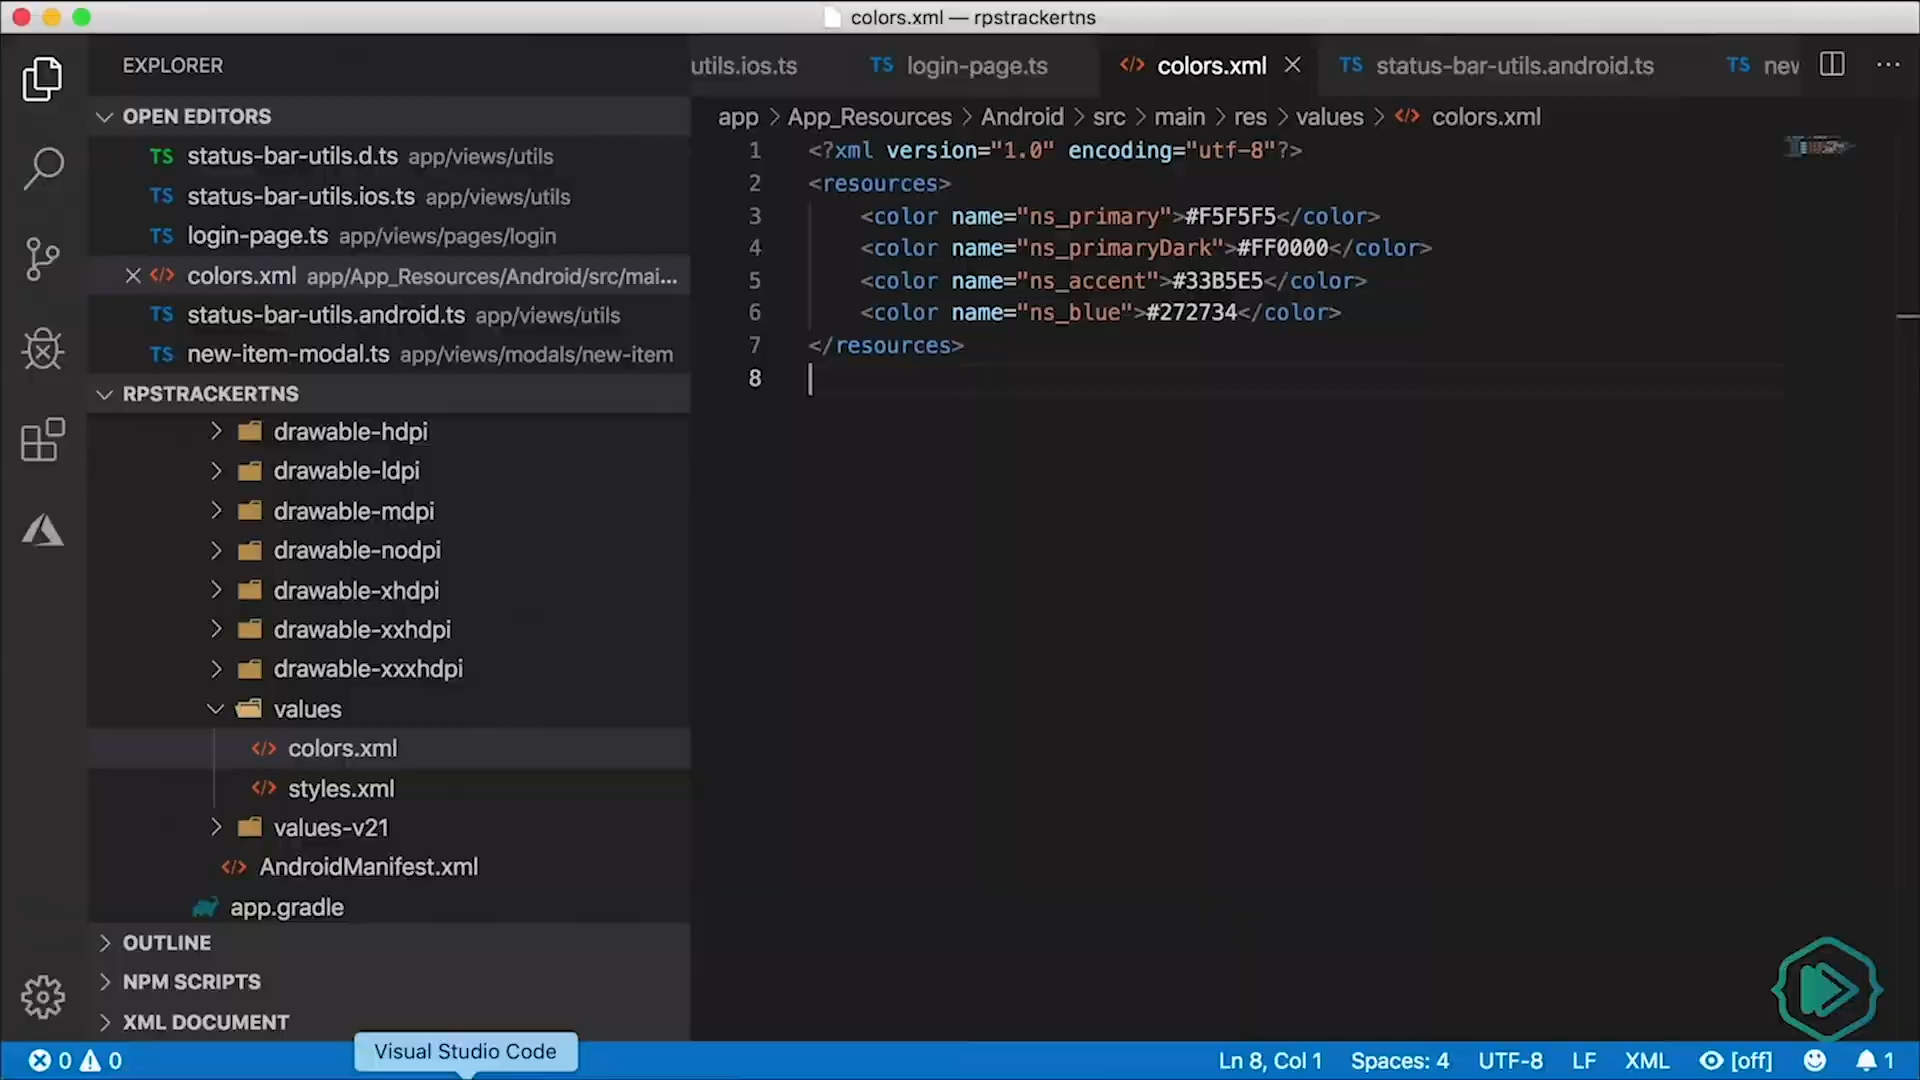 colors.xml — rpstrackertns
EXPLORER
utils.ios.ts
TS login-page.ts
</> colors.xml
TS status-bar-utils.android.ts
TS new
OPEN EDITORS
TS status-bar-utils.d.ts app/views/utils
TS status-bar-utils.ios.ts app/views/utils
TS login-page.ts app/views/pages/login
</> colors.xml app/App_Resources/Android/src/mai...
TS status-bar-utils.android.ts app/views/utils
TS new-item-modal.ts app/views/modals/new-item
RPSTRACKERTNS
drawable-hdpi
drawable-ldpi
drawable-mdpi
drawable-nodpi
drawable-xhdpi
drawable-xxhdpi
drawable-xxxhdpi
values
</> colors.xml
</> styles.xml
values-v21
</> AndroidManifest.xml
app.gradle
OUTLINE
NPM SCRIPTS
XML DOCUMENT
app > App_Resources > Android > src > main > res > values > </> colors.xml
1 <?xml version="1.0" encoding="utf-8"?>
2 <resources>
3 <color name="ns_primary">#F5F5F5</color>
4 <color name="ns_primaryDark">#FF0000</color>
5 <color name="ns_accent">#33B5E5</color>
6 <color name="ns_blue">#272734</color>
7 </resources>
8
0 0
Visual Studio Code
Ln 8, Col 1 Spaces: 4 UTF-8 LF XML [off] 1